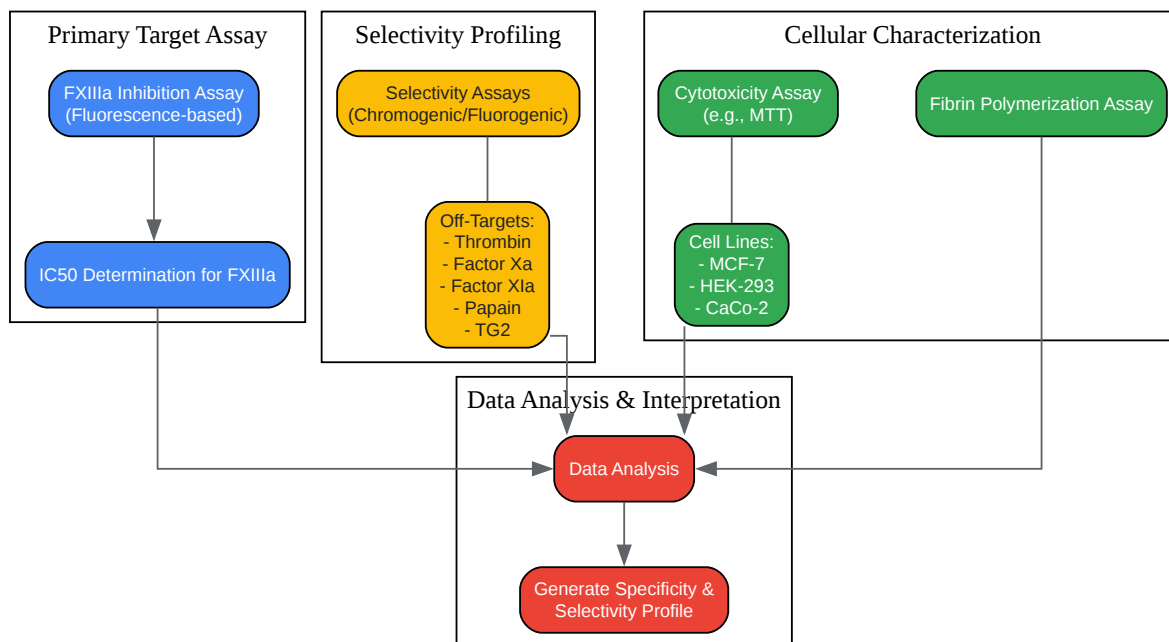 Primary Target Assay
FXIIIa Inhibition Assay
(Fluorescence-based)
IC50 Determination for FXIIIa
Selectivity Profiling
Selectivity Assays
(Chromogenic/Fluorogenic)
Off-Targets:
- Thrombin
- Factor Xa
- Factor XIa
- Papain
- TG2
Cellular Characterization
Cytotoxicity Assay
(e.g., MTT)
Cell Lines:
- MCF-7
- HEK-293
- CaCo-2
Fibrin Polymerization Assay
Data Analysis & Interpretation
Data Analysis
Generate Specificity &
Selectivity Profile